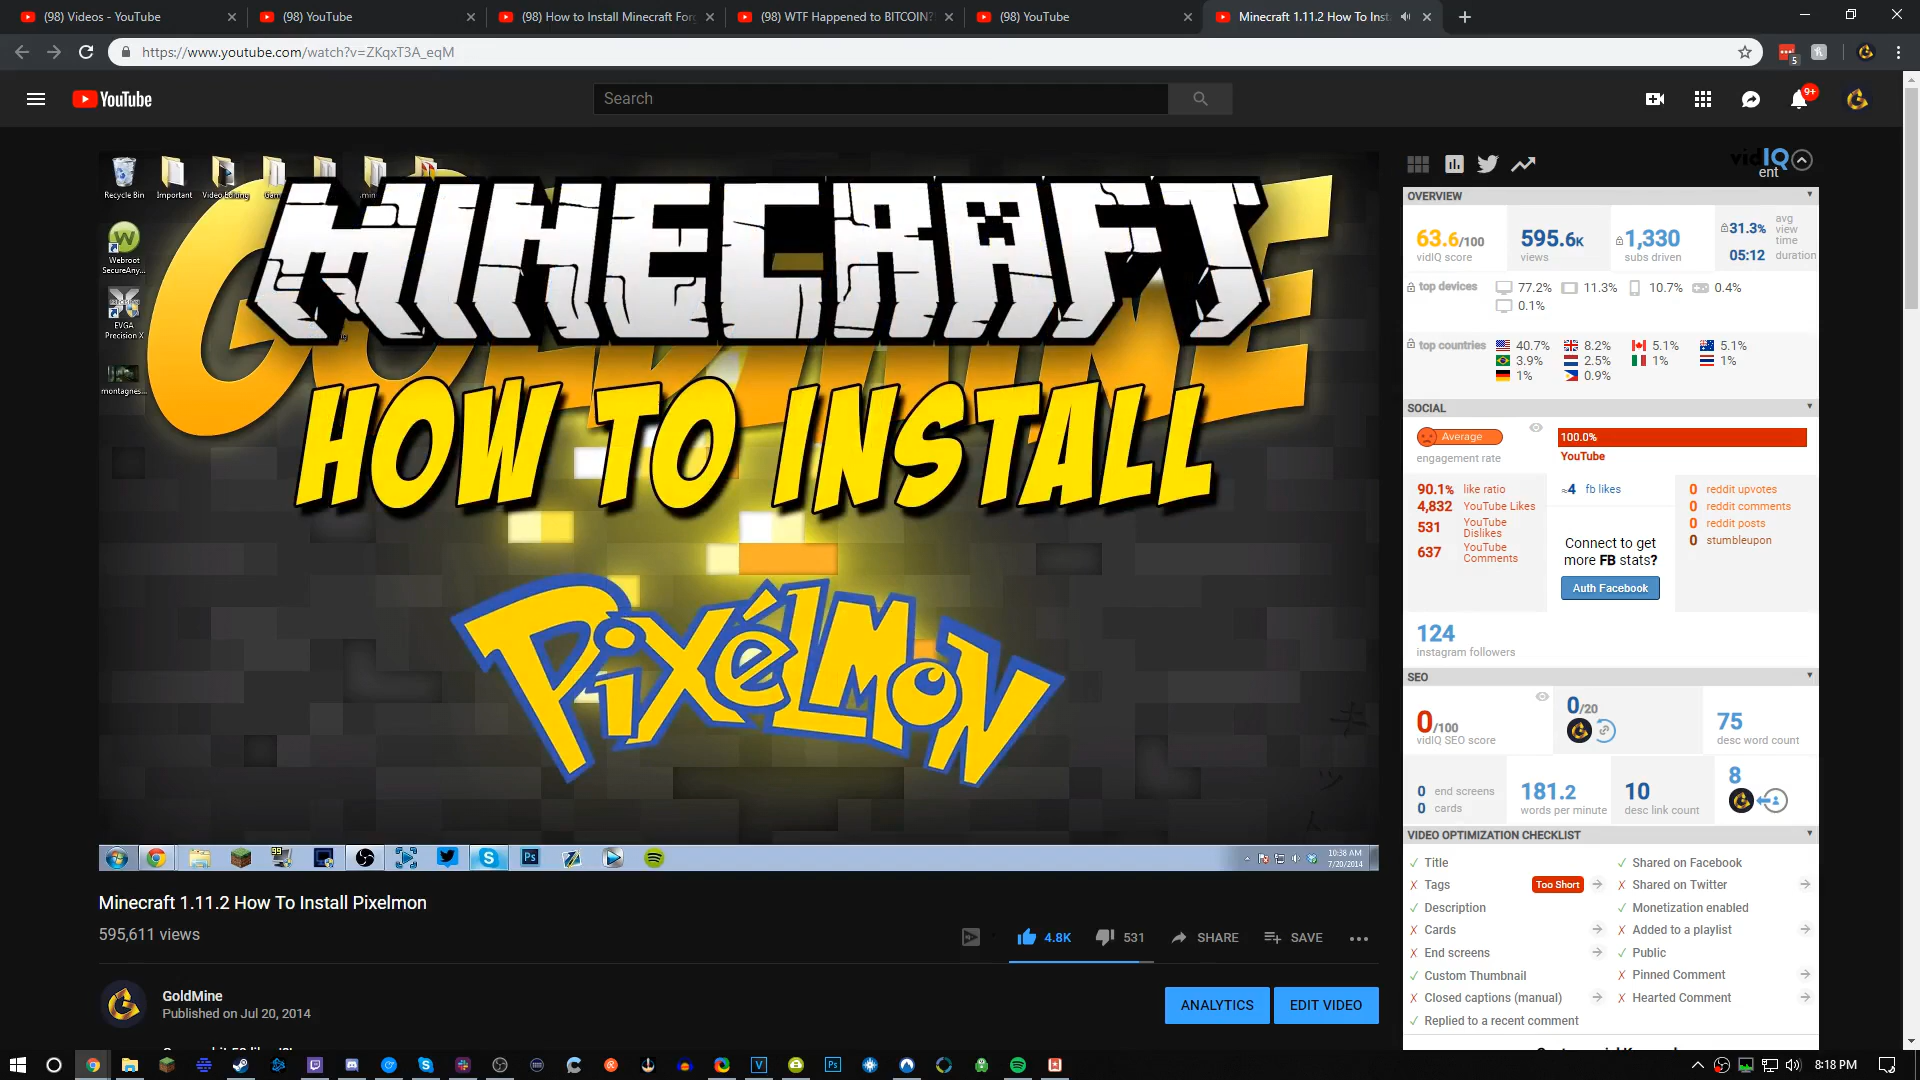 (98) Videos - YouTube
(98) YouTube
(98) How to Install Minecraft For
(98) WTF Happened to BITCOIN?
(98) YouTube
Minecraft 1.11.2 How To Inst
https://www.youtube.com/watch?v=ZKqxT3A_eqM
5
YouTube
Search
9+
Recycle Bin
Important
Video Editing
Webroot SecureAny...
EVGA Precision X
montagnes...
MINECRAFT
HOW TO INSTALL
Pixélmon
99
Ps
10:38 AM
7/20/2014
Minecraft 1.11.2 How To Install Pixelmon
595,611 views
4.8K
531
SHARE
SAVE
GoldMine
Published on Jul 20, 2014
ANALYTICS
EDIT VIDEO
vidIQ
ent
OVERVIEW
63.6/100
vidIQ score
595.6K
views
1,330
subs driven
31.3%
avg view time
05:12
duration
top devices
77.2%
11.3%
10.7%
0.4%
0.1%
top countries
40.7%
8.2%
5.1%
5.1%
3.9%
2.5%
1%
1%
1%
0.9%
SOCIAL
Average
engagement rate
100.0%
YouTube
90.1% like ratio
4,832 YouTube Likes
531 YouTube Dislikes
637 YouTube Comments
≈4 fb likes
Connect to get
more FB stats?
Auth Facebook
0 reddit upvotes
0 reddit comments
0 reddit posts
0 stumbleupon
124
instagram followers
SEO
0/100
vidIQ SEO score
0/20
75
desc word count
0 end screens
0 cards
181.2
words per minute
10
desc link count
8
VIDEO OPTIMIZATION CHECKLIST
✓ Title
✗ Tags
Too Short
✓ Description
✗ Cards
✗ End screens
✓ Custom Thumbnail
✗ Closed captions (manual)
✓ Replied to a recent comment
✓ Shared on Facebook
✗ Shared on Twitter
✓ Monetization enabled
✗ Added to a playlist
✓ Public
✗ Pinned Comment
✗ Hearted Comment
8:18 PM